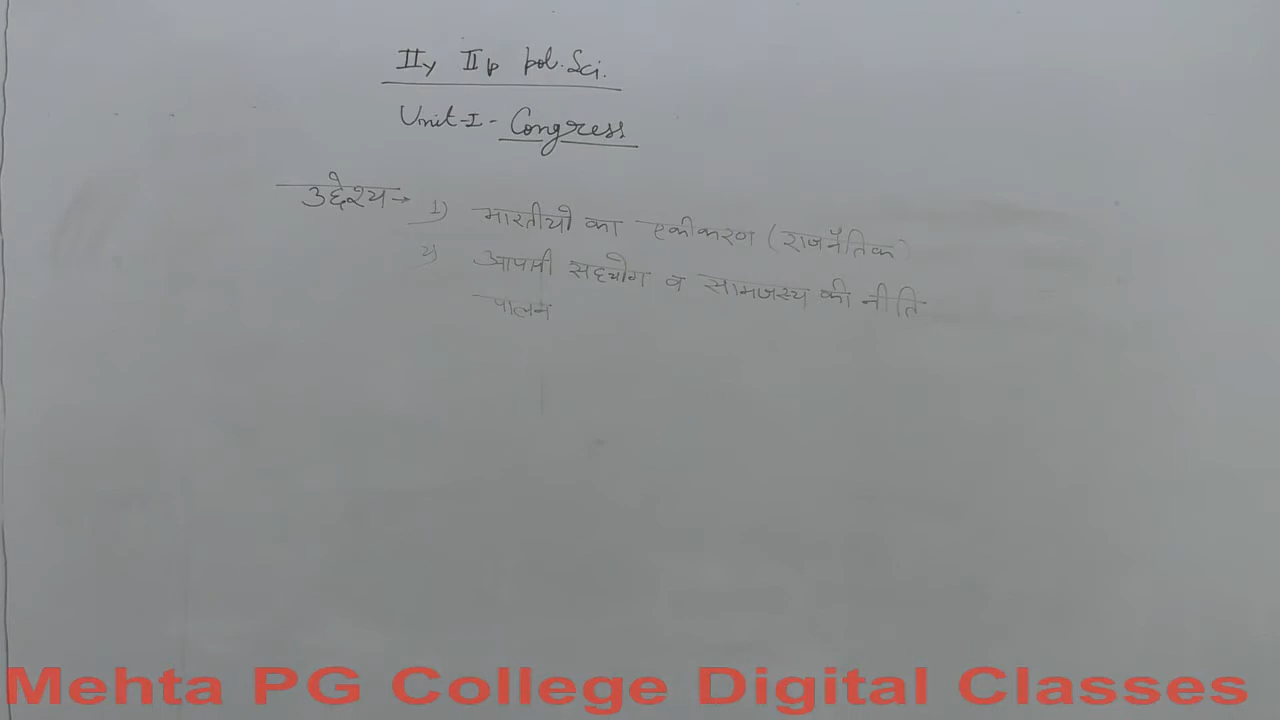 IIy IIp pol. Sci.
Unit-I - Congress
उद्देश्य → 1) भारतीयो का एकीकरण (राजनैतिक)
2) आपसी सहयोग व सामजस्य की नीति
पालन
Mehta PG College Digital Classes